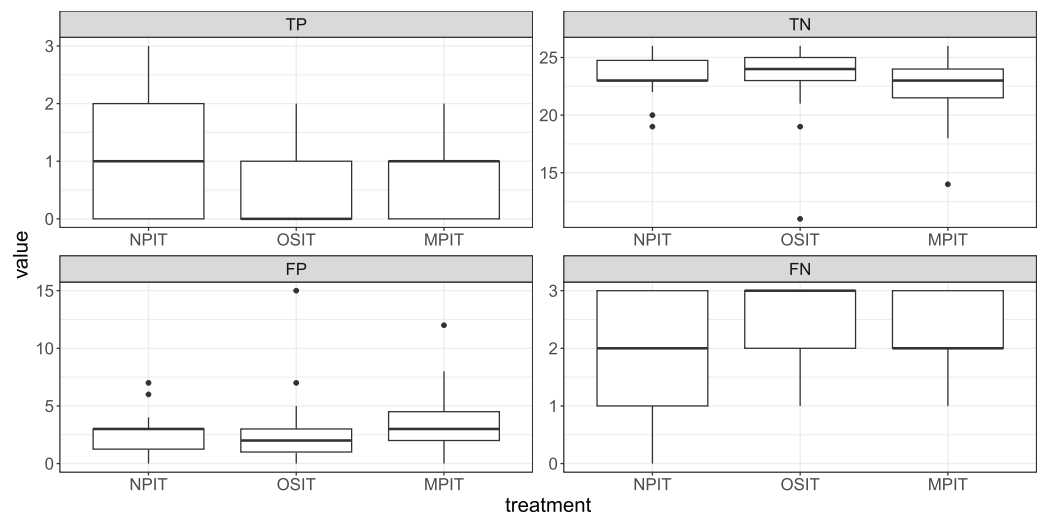 TP
TN
3
2
1
0
NPIT
OSIT
MPIT
25
20
15
NPIT
OSIT
MPIT
value
FP
FN
15
10
5
0
NPIT
OSIT
MPIT
3
2
1
0
NPIT
OSIT
MPIT
treatment